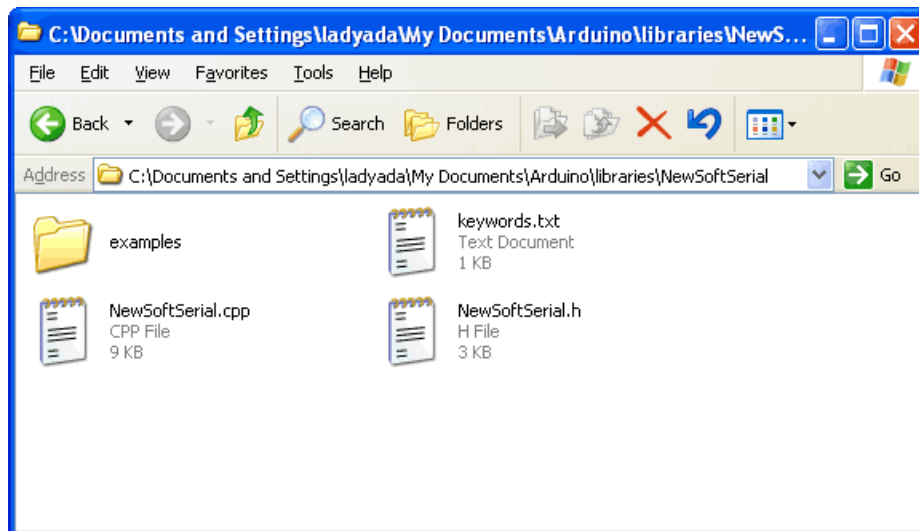 C:\Documents and Settings\ladyada\My Documents\Arduino\libraries\NewS...
File Edit View Favorites Tools Help
Back Search Folders
Address C:\Documents and Settings\ladyada\My Documents\Arduino\libraries\NewSoftSerial Go
examples
keywords.txt
Text Document
1 KB
NewSoftSerial.cpp
CPP File
9 KB
NewSoftSerial.h
H File
3 KB